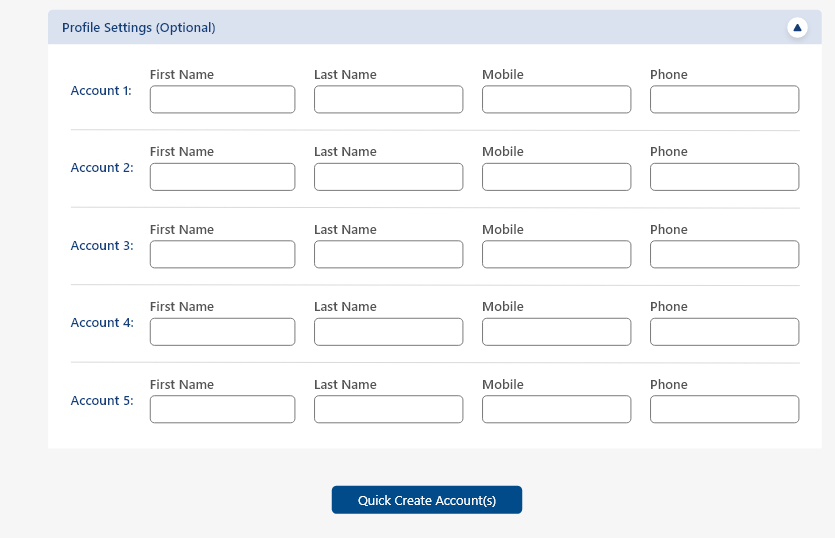 Profile Settings (Optional)
First Name Last Name Mobile Phone
Account 1:
First Name Last Name Mobile Phone
Account 2:
First Name Last Name Mobile Phone
Account 3:
First Name Last Name Mobile Phone
Account 4:
First Name Last Name Mobile Phone
Account 5:
Quick Create Account(s)